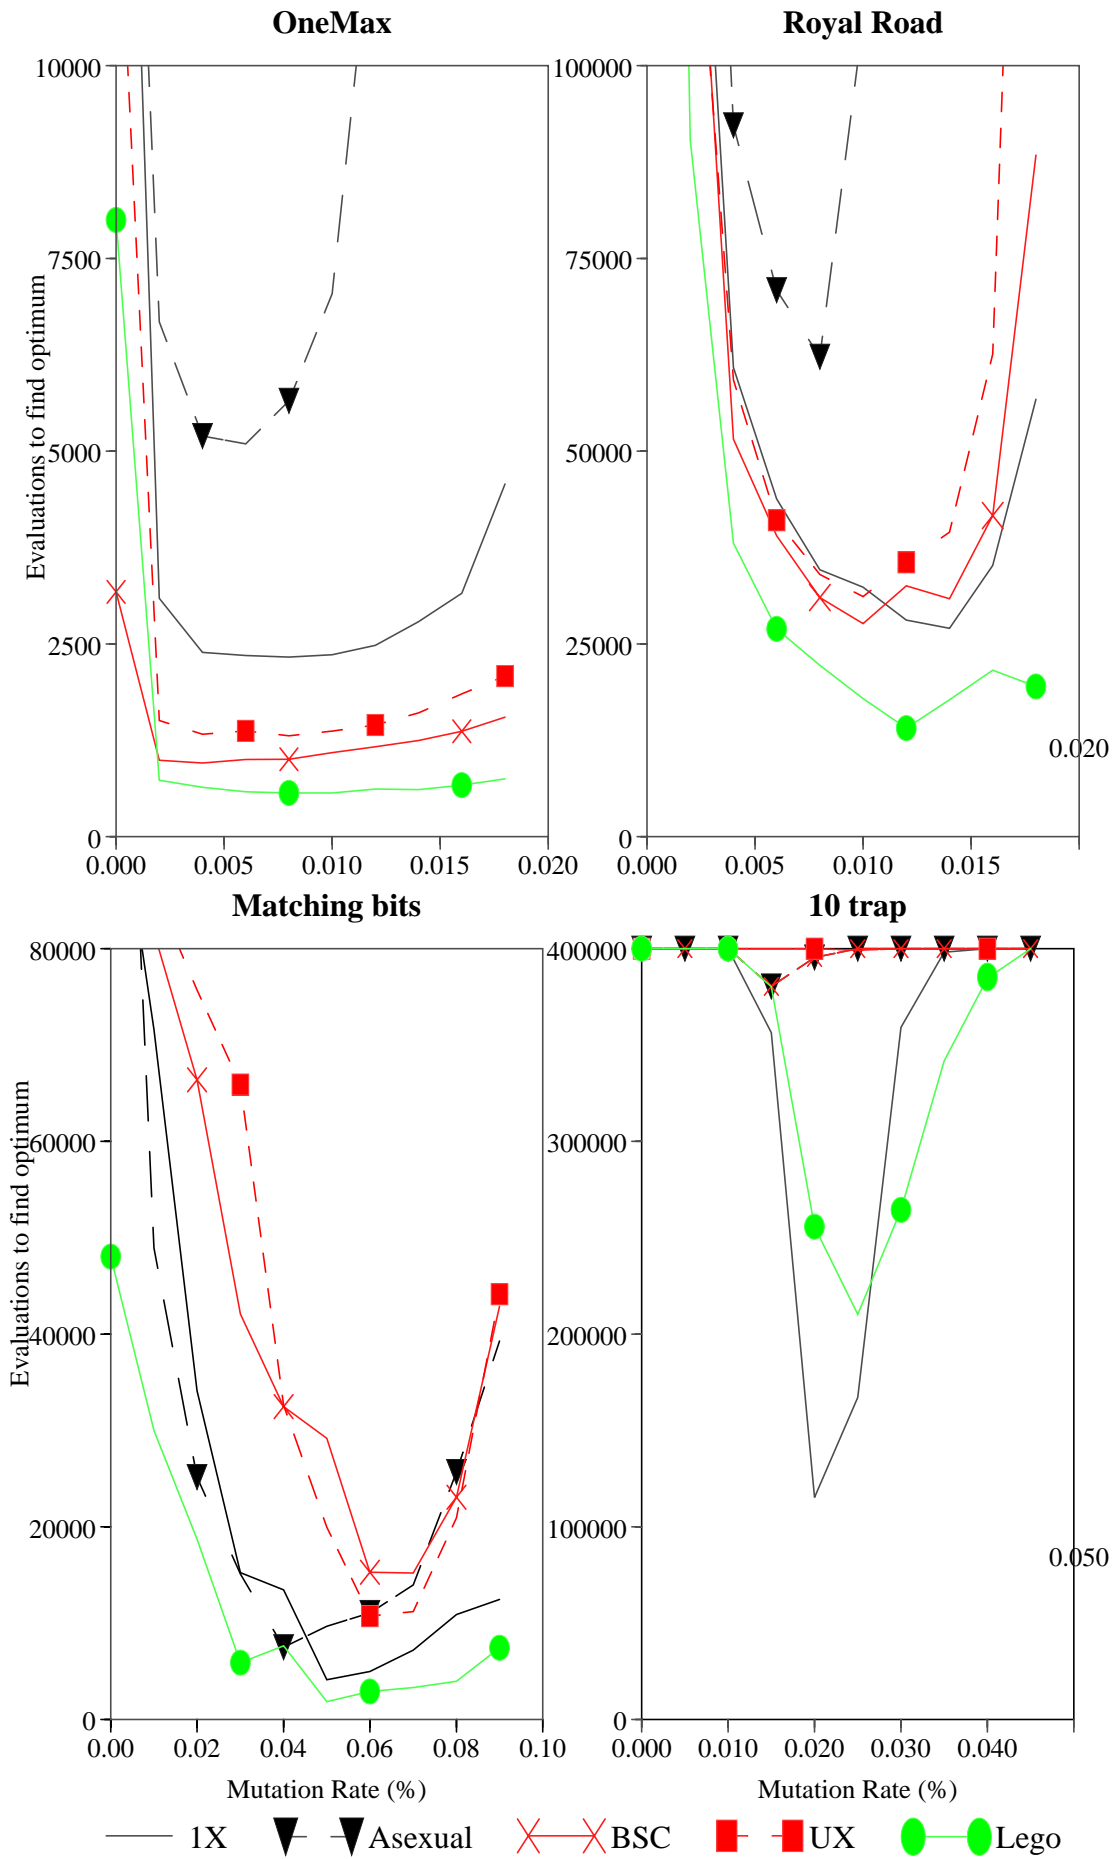 OneMax
Royal Road
10000
7500
5000
2500
0
Evaluations to find optimum
0.000 0.005 0.010 0.015 0.020
100000
75000
50000
25000
0
0.000 0.005 0.010 0.015
0.020
Matching bits
10 trap
80000
60000
40000
20000
0
Evaluations to find optimum
0.00 0.02 0.04 0.06 0.08 0.10
Mutation Rate (%)
400000
300000
200000
100000
0
0.000 0.010 0.020 0.030 0.040
0.050
Mutation Rate (%)
1X Asexual BSC UX Lego